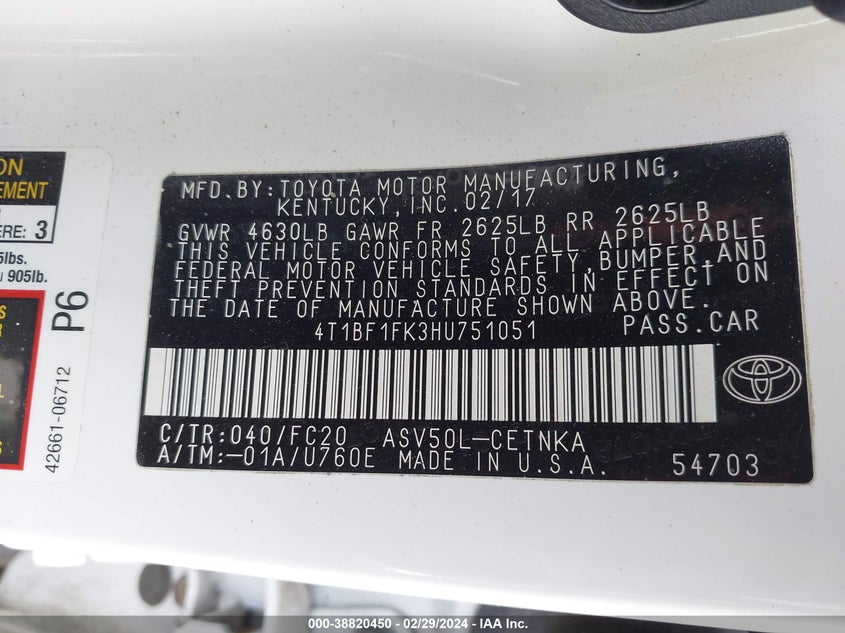 ON
EMENT
ERE: 3
5lbs.
905lb.
P6
42661-06712
MFD.BY:TOYOTA MOTOR MANUFACTURING,
KENTUCKY,INC.02/17
GVWR 4630LB GAWR FR 2625LB RR 2625LB
THIS VEHICLE CONFORMS TO ALL APPLICABLE
FEDERAL MOTOR VEHICLE SAFETY,BUMPER,AND
THEFT PREVENTION STANDARDS IN EFFECT ON
THE DATE OF MANUFACTURE SHOWN ABOVE.
4T1BF1FK3HU751051 PASS.CAR
C/TR:040/FC20 ASV50L-CETNKA
A/TM:-01A/U760E MADE IN U.S.A. 54703
000-38820450 - 02/29/2024 - IAA Inc.